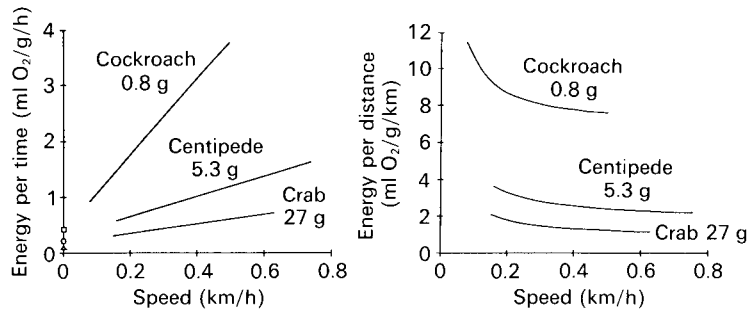 Energy per time (ml O₂/g/h)
4
3
2
1
0
Cockroach
0.8 g
Centipede
5.3 g
Crab
27 g
0 0.2 0.4 0.6 0.8
Speed (km/h)
Energy per distance
(ml O₂/g/km)
12
10
8
6
4
2
0
Cockroach
0.8 g
Centipede
5.3 g
Crab 27 g
0 0.2 0.4 0.6 0.8
Speed (km/h)